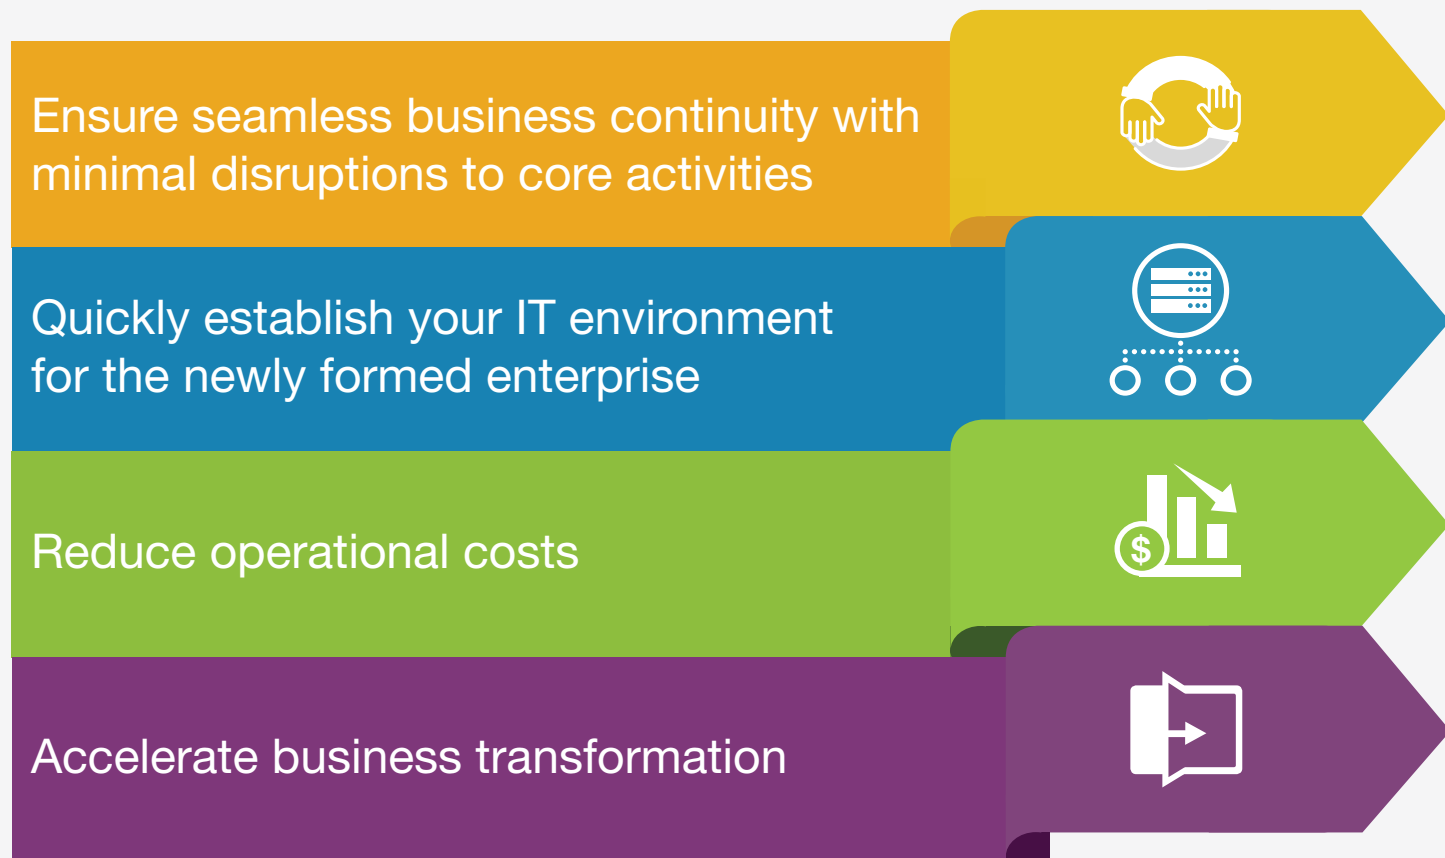 Ensure seamless business continuity with
minimal disruptions to core activities
Quickly establish your IT environment
for the newly formed enterprise
Reduce operational costs
$
Accelerate business transformation